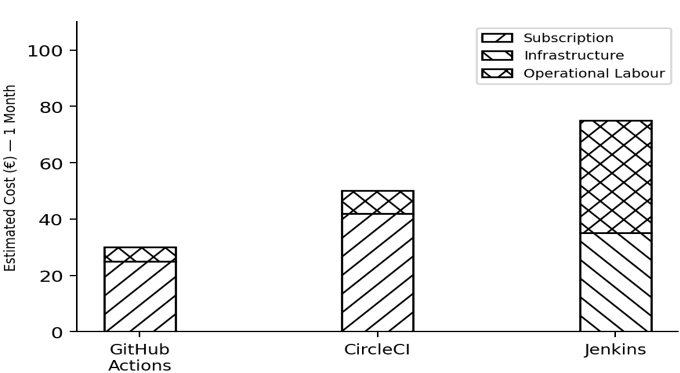 Estimated Cost (€) — 1 Month
100
80
60
40
20
0
Subscription
Infrastructure
Operational Labour
GitHub
Actions
CircleCI
Jenkins